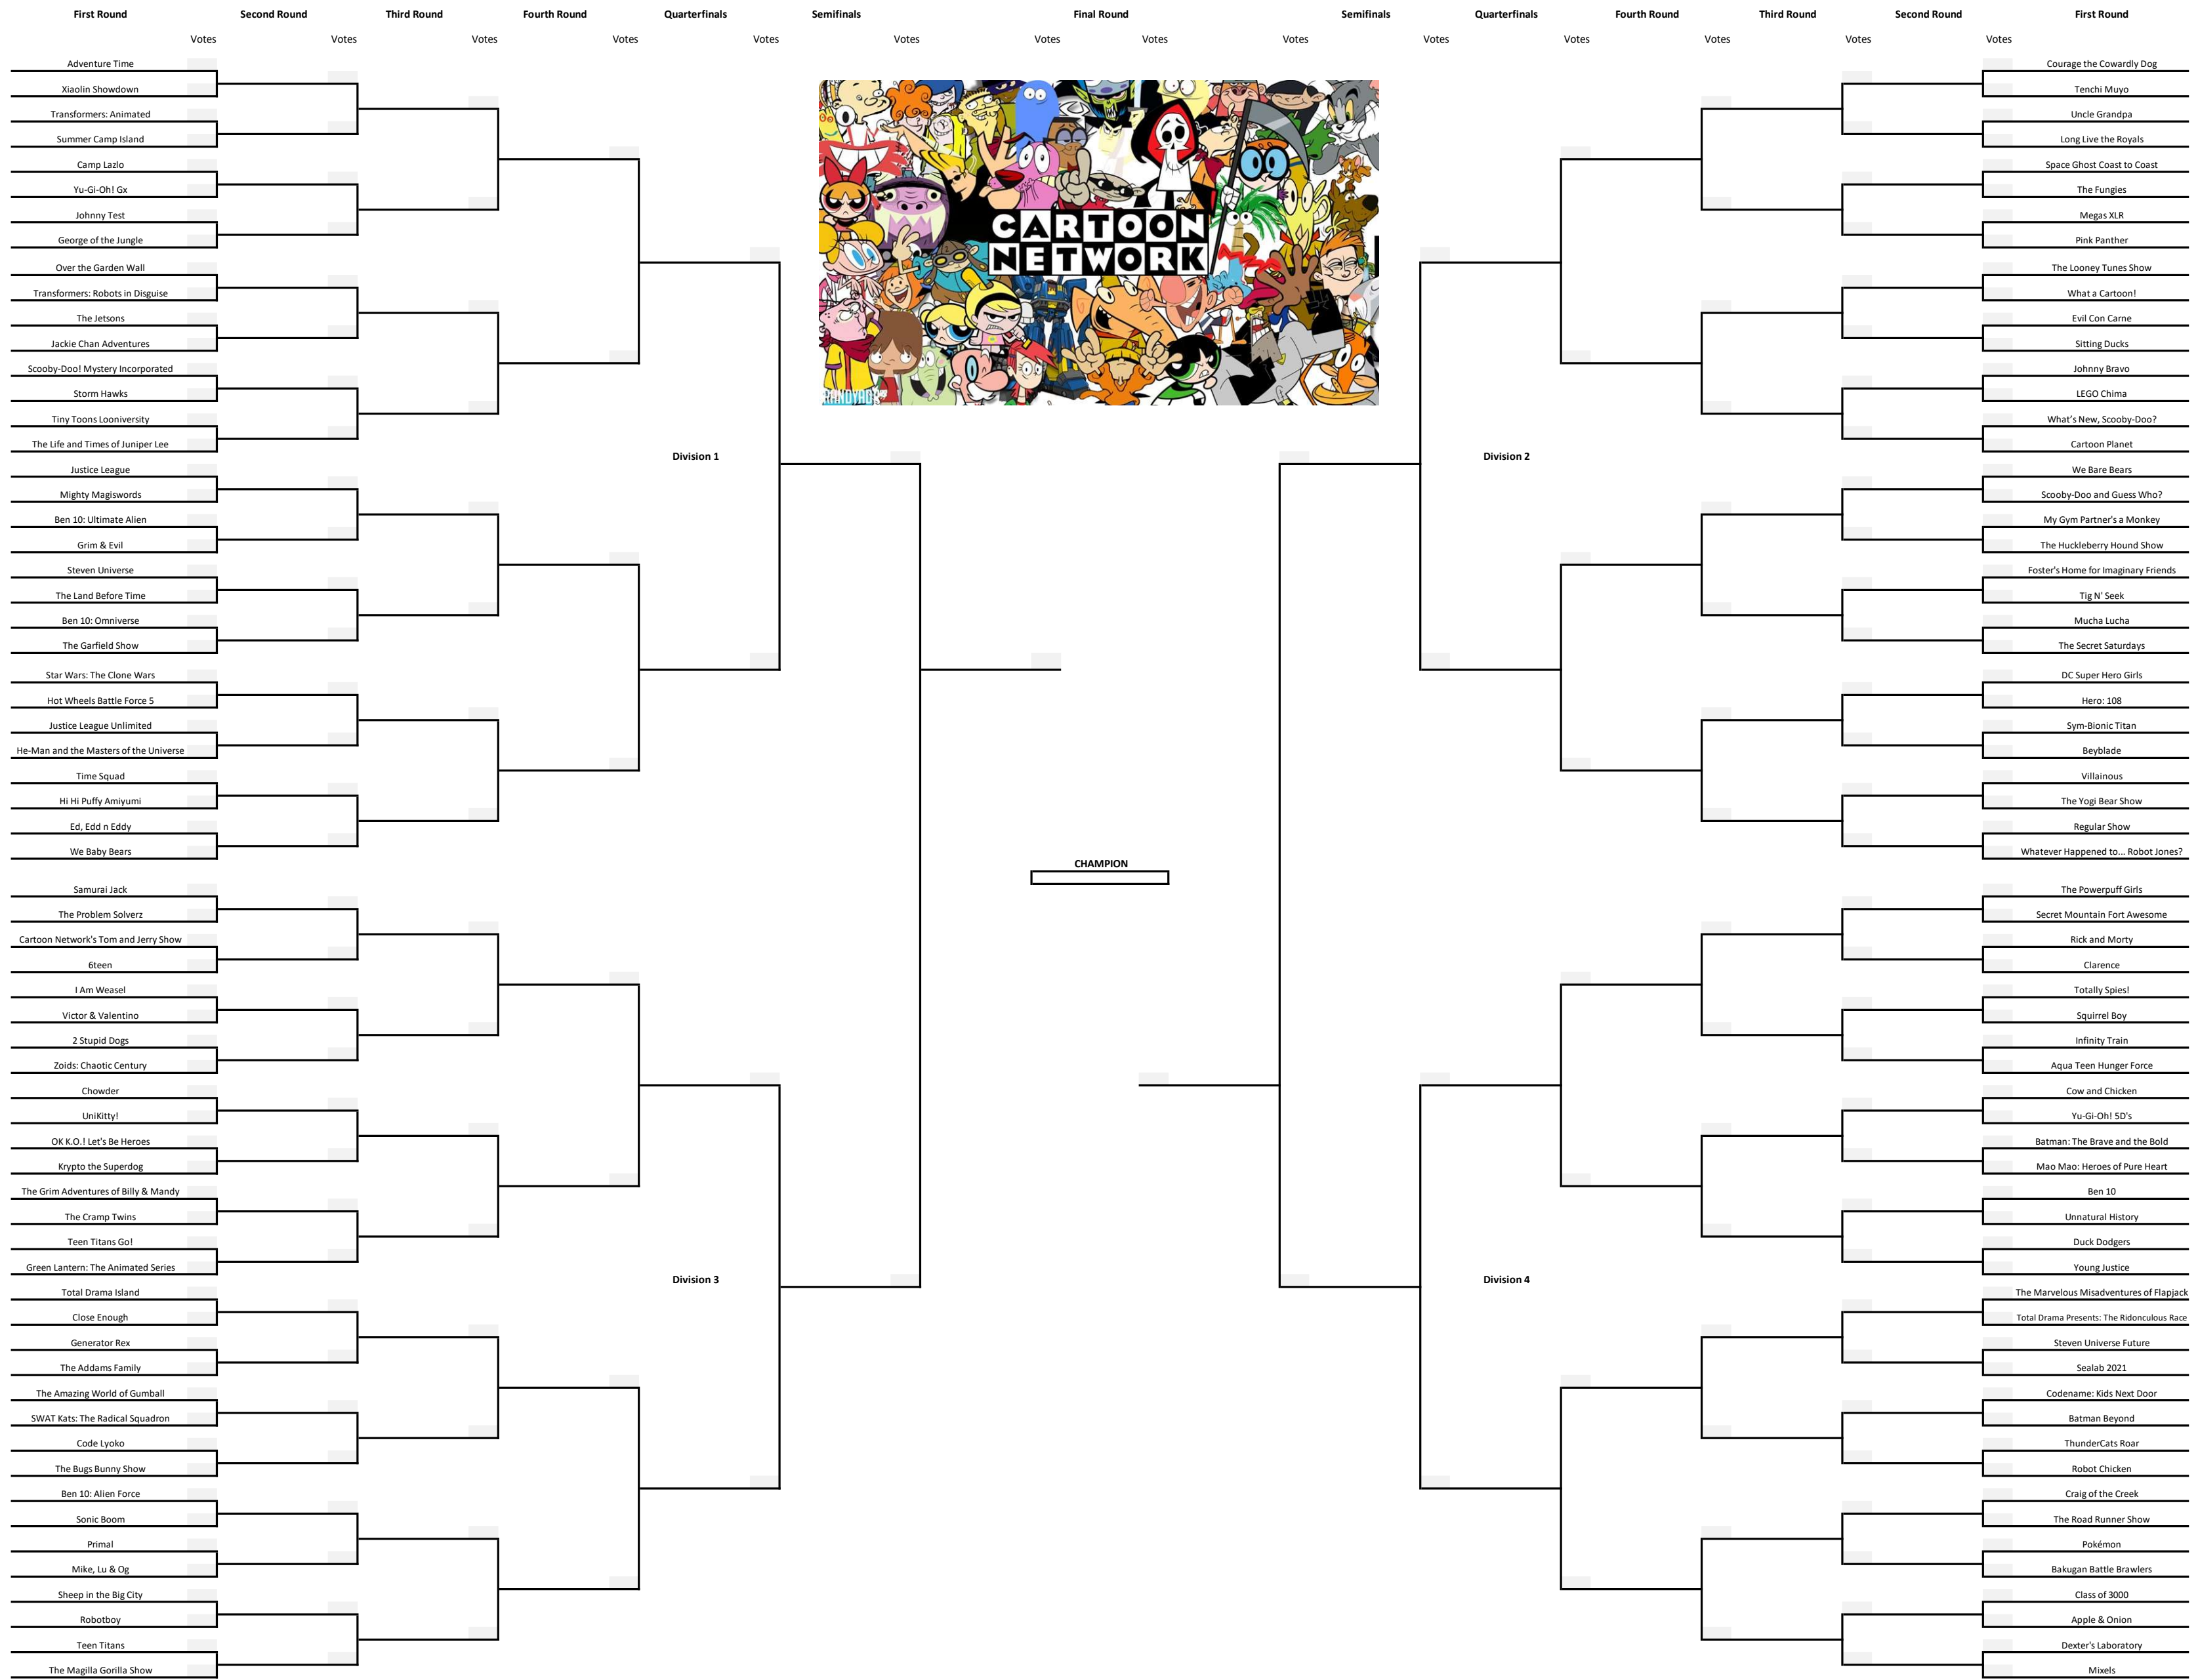 First Round Second Round Third Round Fourth Round Quarterfinals Semifinals Final Round Semifinals Quarterfinals Fourth Round Third Round Second Round First Round
Votes Votes Votes Votes Votes Votes Votes Votes Votes Votes Votes Votes Votes Votes
Adventure Time
Xiaolin Showdown
Transformers: Animated
Summer Camp Island
Camp Lazlo
Yu-Gi-Oh! Gx
Johnny Test
George of the Jungle
Over the Garden Wall
Transformers: Robots in Disguise
The Jetsons
Jackie Chan Adventures
Scooby-Doo! Mystery Incorporated
Storm Hawks
Tiny Toons Looniversity
The Life and Times of Juniper Lee
Division 1
Justice League
Mighty Magiswords
Ben 10: Ultimate Alien
Grim & Evil
Steven Universe
The Land Before Time
Ben 10: Omniverse
The Garfield Show
Star Wars: The Clone Wars
Hot Wheels Battle Force 5
Justice League Unlimited
He-Man and the Masters of the Universe
Time Squad
Hi Hi Puffy Amiyumi
Ed, Edd n Eddy
We Baby Bears
Samurai Jack
The Problem Solverz
Cartoon Network's Tom and Jerry Show
6teen
I Am Weasel
Victor & Valentino
2 Stupid Dogs
Zoids: Chaotic Century
Chowder
UniKitty!
OK K.O.! Let's Be Heroes
Krypto the Superdog
The Grim Adventures of Billy & Mandy
The Cramp Twins
Teen Titans Go!
Green Lantern: The Animated Series
Division 3
Total Drama Island
Close Enough
Generator Rex
The Addams Family
The Amazing World of Gumball
SWAT Kats: The Radical Squadron
Code Lyoko
The Bugs Bunny Show
Ben 10: Alien Force
Sonic Boom
Primal
Mike, Lu & Og
Sheep in the Big City
Robotboy
Teen Titans
The Magilla Gorilla Show
CARTOON
NETWORK
CHAMPION
Courage the Cowardly Dog
Tenchi Muyo
Uncle Grandpa
Long Live the Royals
Space Ghost Coast to Coast
The Fungies
Megas XLR
Pink Panther
The Looney Tunes Show
What a Cartoon!
Evil Con Carne
Sitting Ducks
Johnny Bravo
LEGO Chima
What's New, Scooby-Doo?
Cartoon Planet
Division 2
We Bare Bears
Scooby-Doo and Guess Who?
My Gym Partner's a Monkey
The Huckleberry Hound Show
Foster's Home for Imaginary Friends
Tig N' Seek
Mucha Lucha
The Secret Saturdays
DC Super Hero Girls
Hero: 108
Sym-Bionic Titan
Beyblade
Villainous
The Yogi Bear Show
Regular Show
Whatever Happened to... Robot Jones?
The Powerpuff Girls
Secret Mountain Fort Awesome
Rick and Morty
Clarence
Totally Spies!
Squirrel Boy
Infinity Train
Aqua Teen Hunger Force
Cow and Chicken
Yu-Gi-Oh! 5D's
Batman: The Brave and the Bold
Mao Mao: Heroes of Pure Heart
Ben 10
Unnatural History
Duck Dodgers
Young Justice
Division 4
The Marvelous Misadventures of Flapjack
Total Drama Presents: The Ridonculous Race
Steven Universe Future
Sealab 2021
Codename: Kids Next Door
Batman Beyond
ThunderCats Roar
Robot Chicken
Craig of the Creek
The Road Runner Show
Pokémon
Bakugan Battle Brawlers
Class of 3000
Apple & Onion
Dexter's Laboratory
Mixels